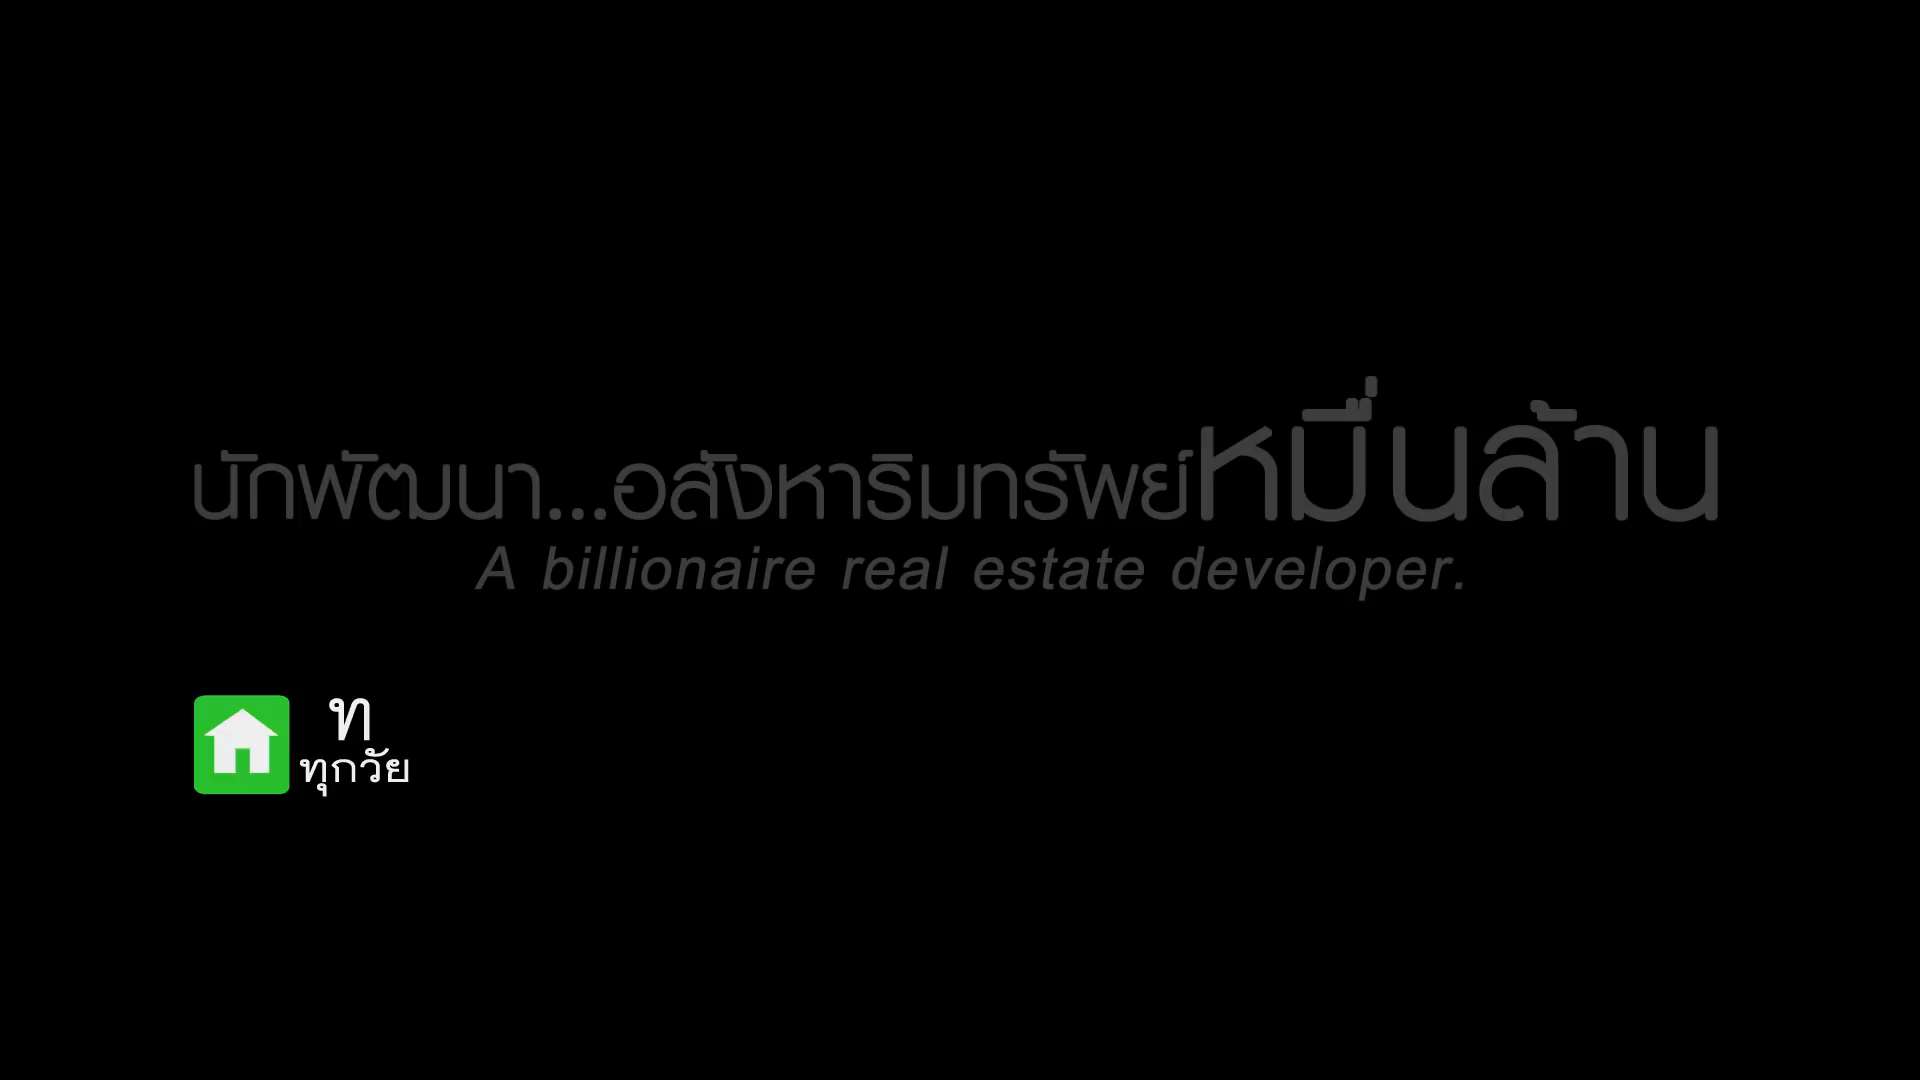 นักพัฒนา...อสังหาริมทรัพย์หมื่นล้าน
A billionaire real estate developer.
ท
ทุกวัย